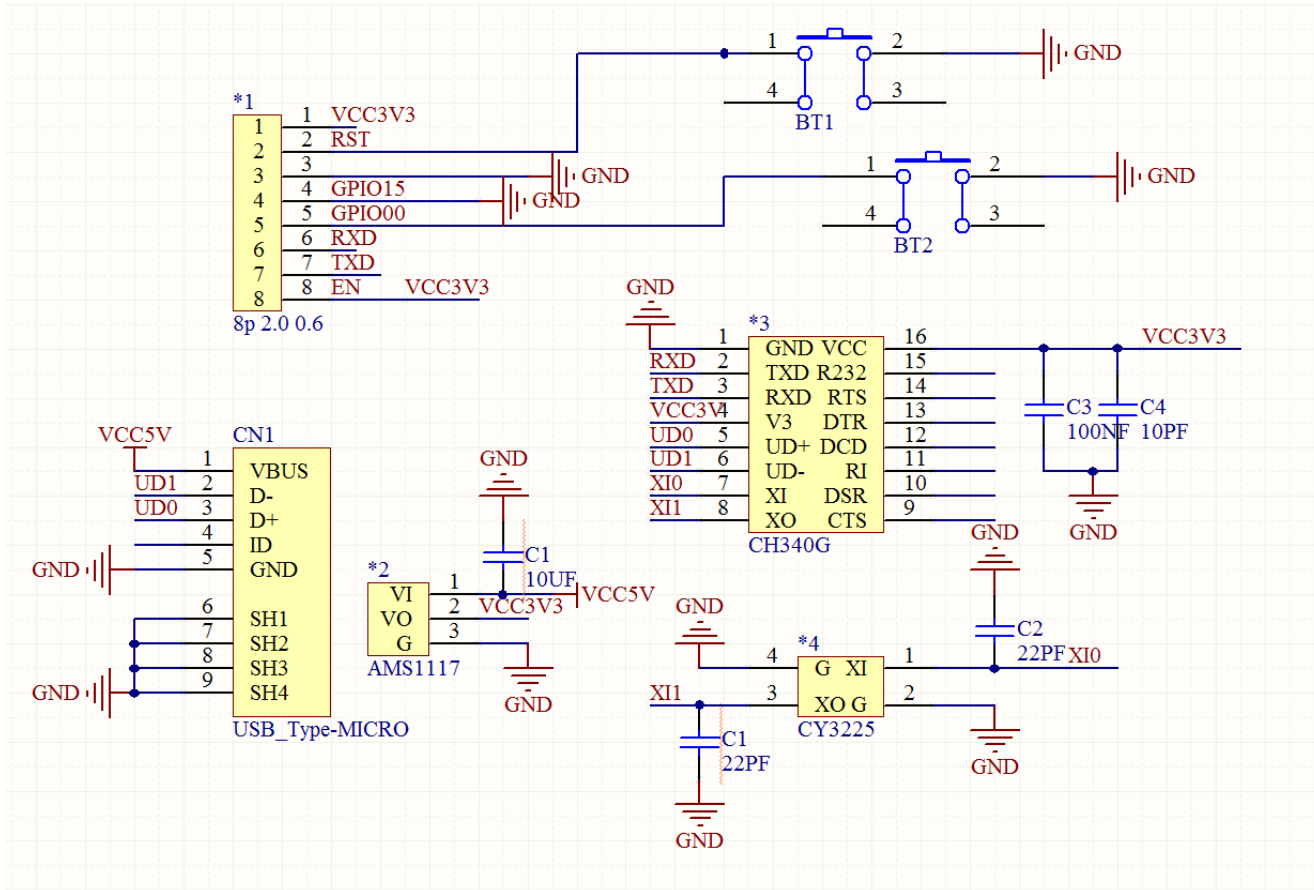 1 2 GND
4 3
BT1
*1
1 1 VCC3V3
2 2 RST
3 3 GND
4 4 GPIO15 GND
5 5 GPIO00
6 6 RXD
7 7 TXD
8 8 EN VCC3V3
8p 2.0 0.6
1 2 GND
4 3
BT2
GND
*3
1 GND VCC 16 VCC3V3
RXD 2 TXD R232 15
TXD 3 RXD RTS 14
VCC3V 4 V3 DTR 13
UD0 5 UD+ DCD 12
UD1 6 UD- RI 11
XI0 7 XI DSR 10
XI1 8 XO CTS 9
CH340G
C3 C4
100NF 10PF
GND
CN1
VCC5V
1 VBUS
UD1 2 D-
UD0 3 D+
4 ID
GND 5 GND
6 SH1
7 SH2
8 SH3
GND 9 SH4
USB_Type-MICRO
GND
C1
10UF
*2
VI 1 VCC5V
VO 2 VCC3V3
G 3
AMS1117
GND
GND
C2
22PF
GND
*4
4 G XI 1 XI0
XI1 3 XO G 2
CY3225
GND
C1
22PF
GND